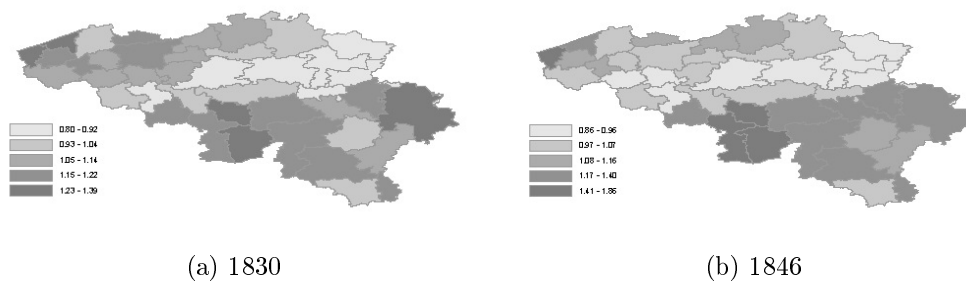 0.80 - 0.92
0.93 - 1.04
1.05 - 1.14
1.15 - 1.22
1.23 - 1.39
0.86 - 0.96
0.97 - 1.07
1.08 - 1.16
1.17 - 1.40
1.41 - 1.86
(a) 1830
(b) 1846